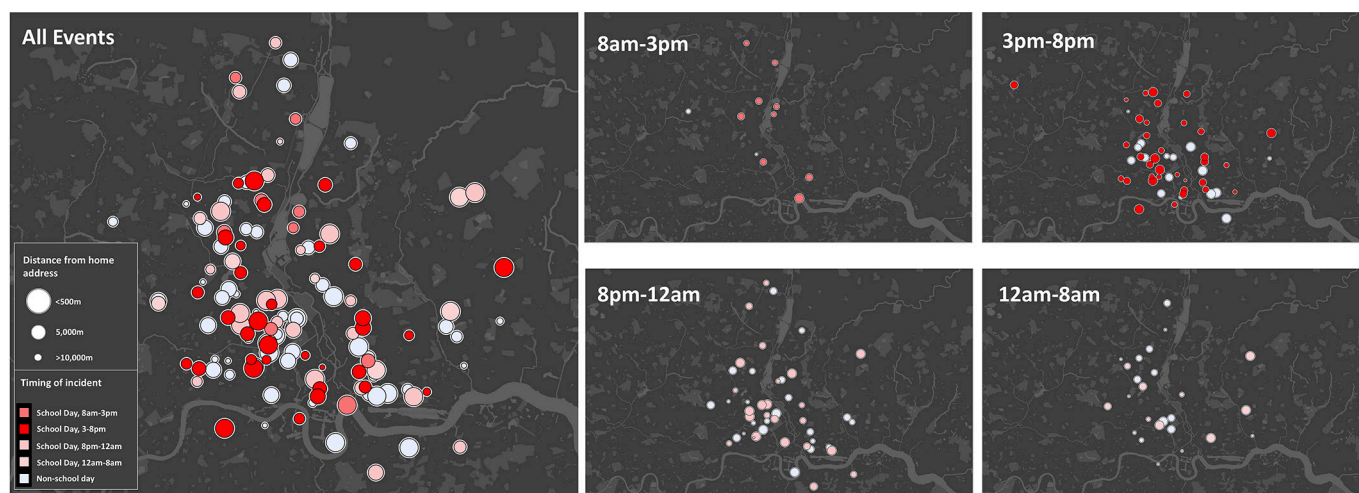 All Events
8am-3pm
3pm-8pm
8pm-12am
12am-8am
Distance from home
address
<500m
5,000m
>10,000m
Timing of incident
School Day, 8am-3pm
School Day, 3-8pm
School Day, 8pm-12am
School Day, 12am-8am
Non-school day